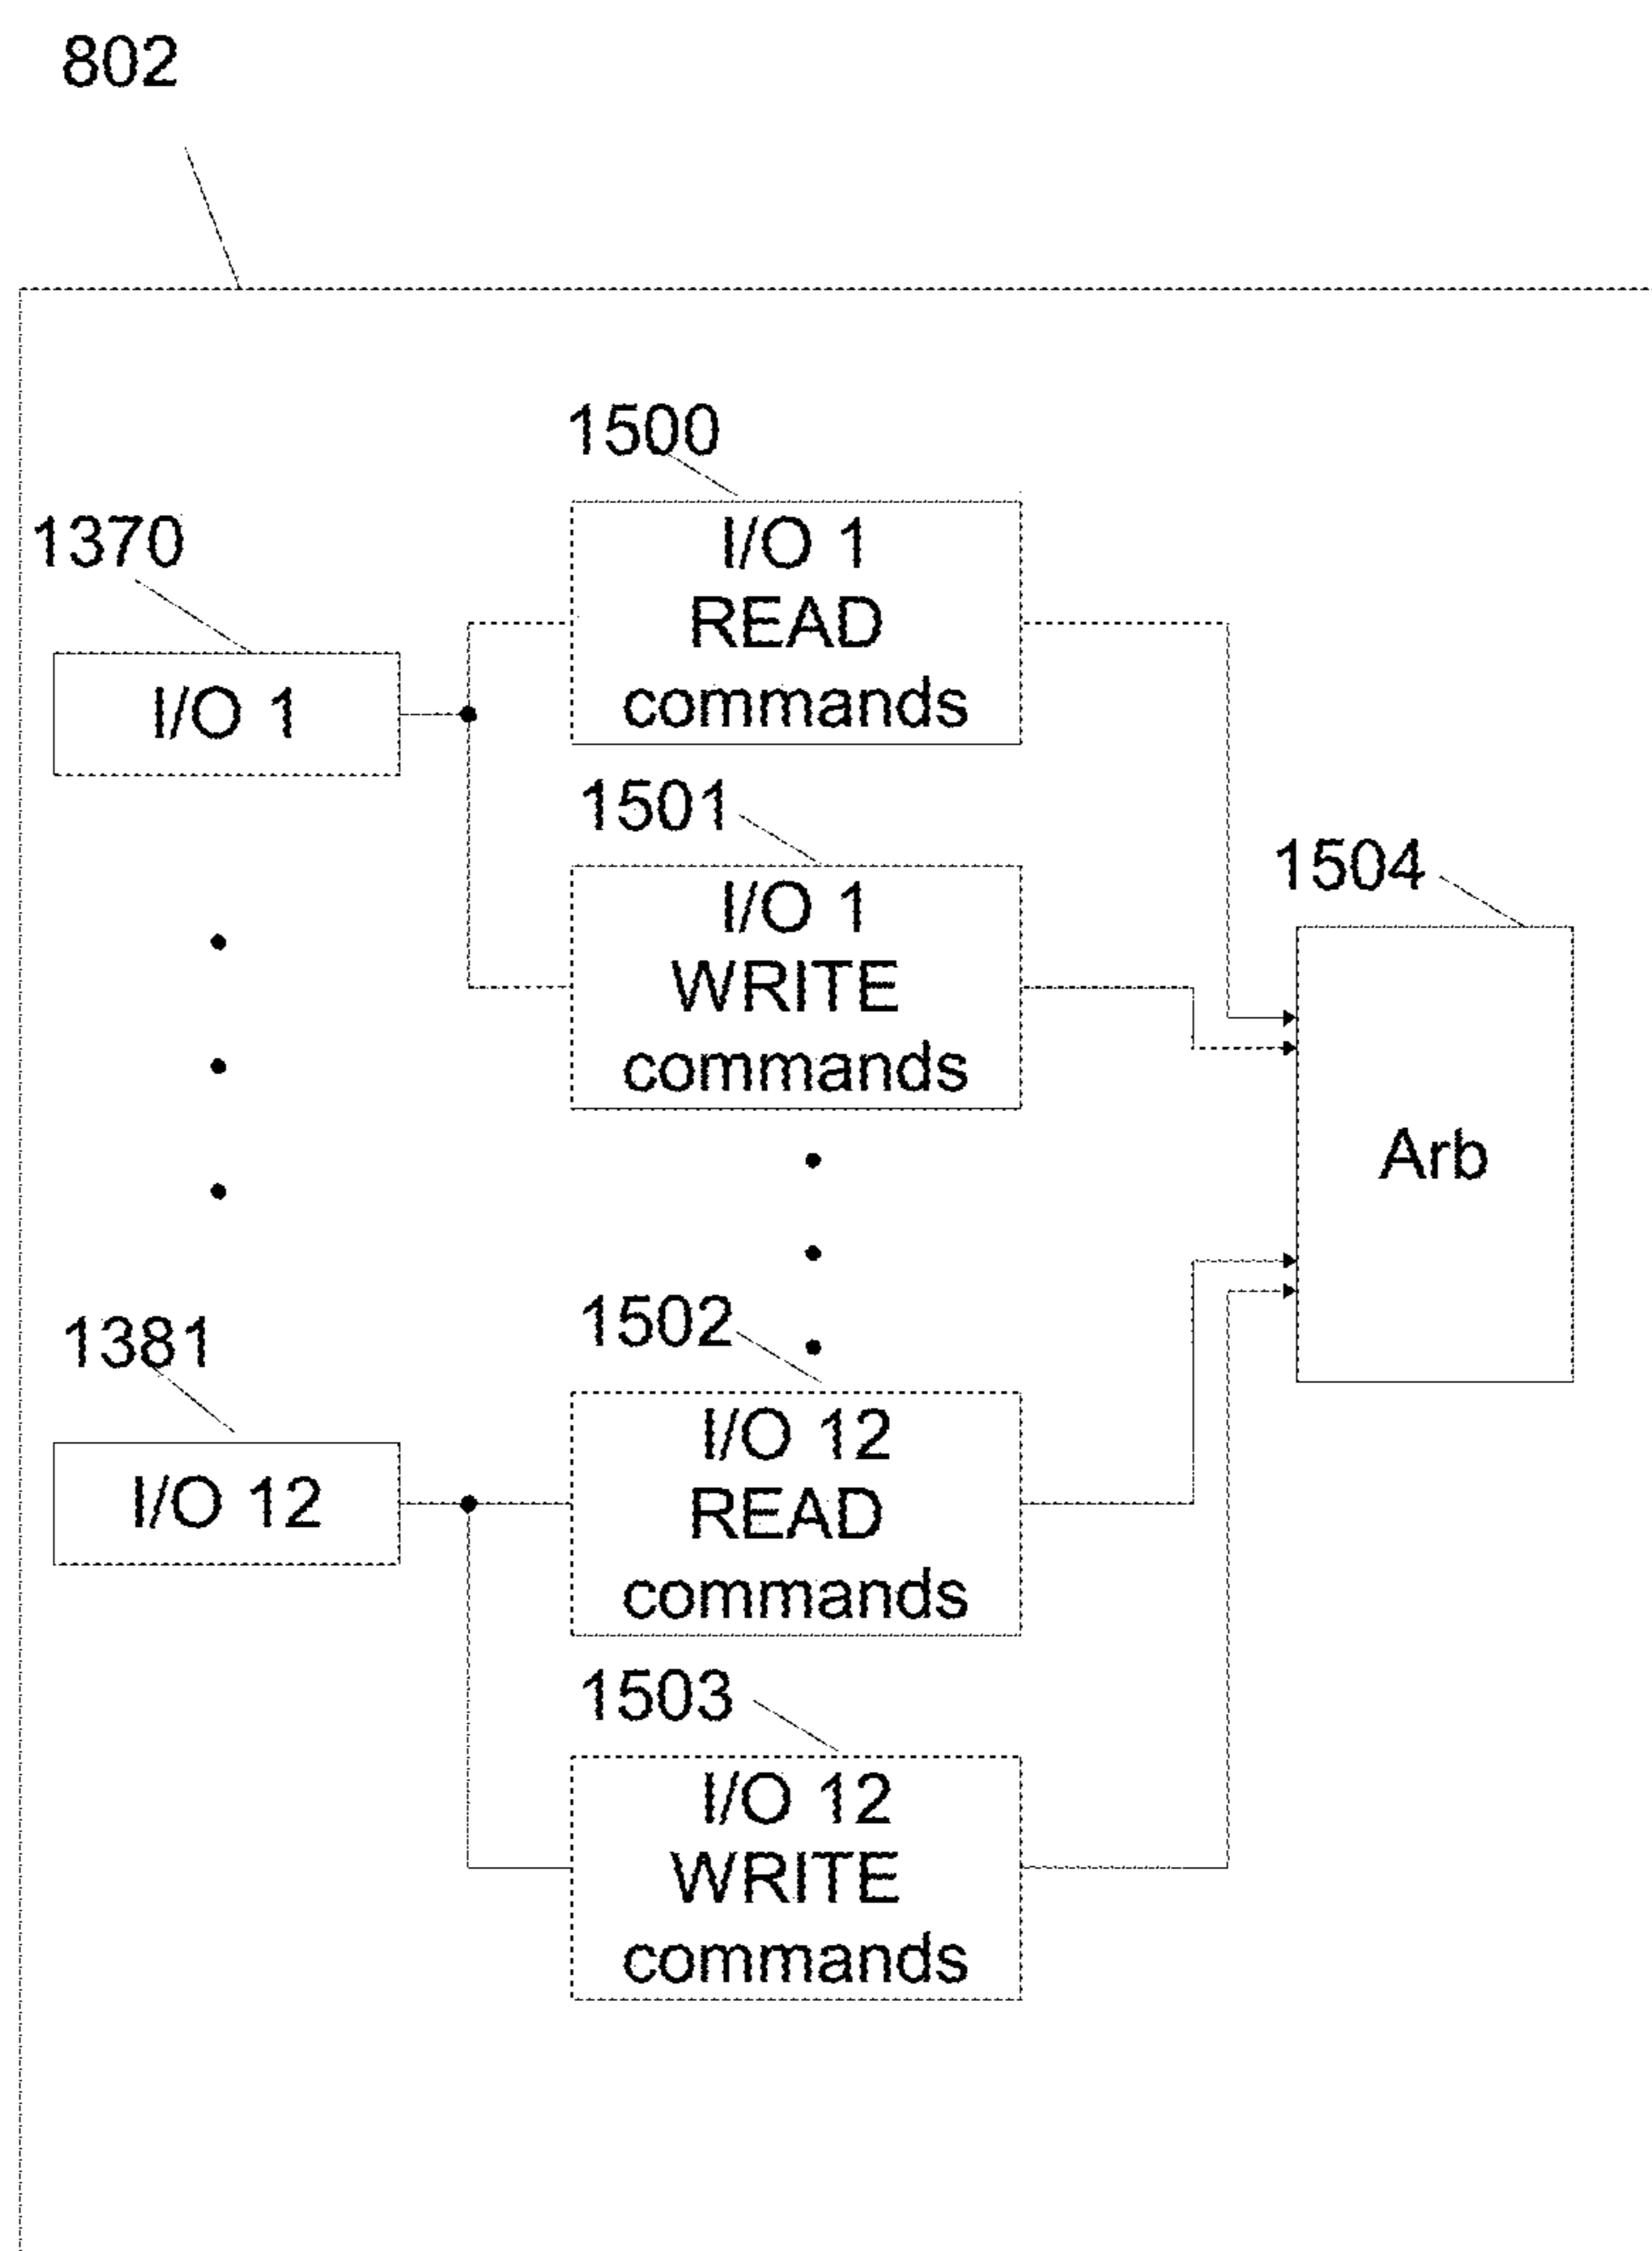 802
1500
1370
I/O 1
READ
commands
I/O 1
1501
1504
I/O 1
WRITE
commands
Arb
1502
1381
I/O 12
READ
commands
I/O 12
1503
I/O 12
WRITE
commands